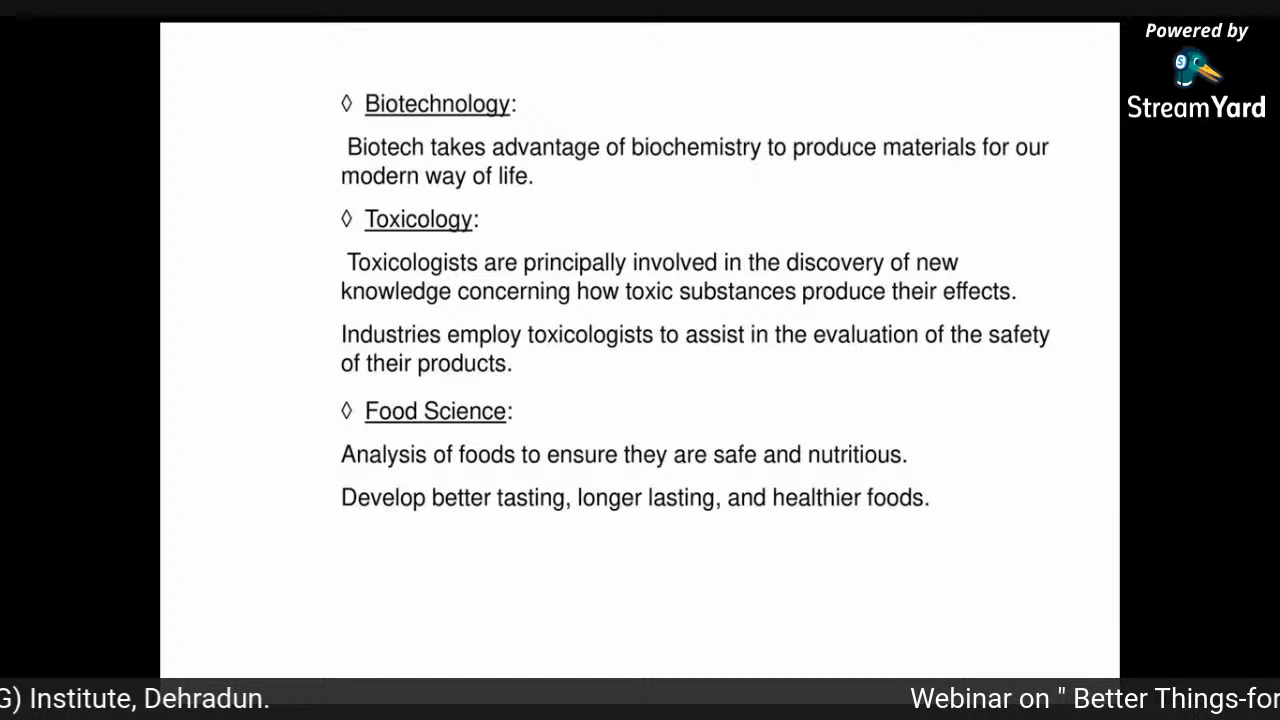 Powered by
StreamYard
◊ Biotechnology:
Biotech takes advantage of biochemistry to produce materials for our
modern way of life.
◊ Toxicology:
Toxicologists are principally involved in the discovery of new
knowledge concerning how toxic substances produce their effects.
Industries employ toxicologists to assist in the evaluation of the safety
of their products.
◊ Food Science:
Analysis of foods to ensure they are safe and nutritious.
Develop better tasting, longer lasting, and healthier foods.
G) Institute, Dehradun. Webinar on " Better Things-for